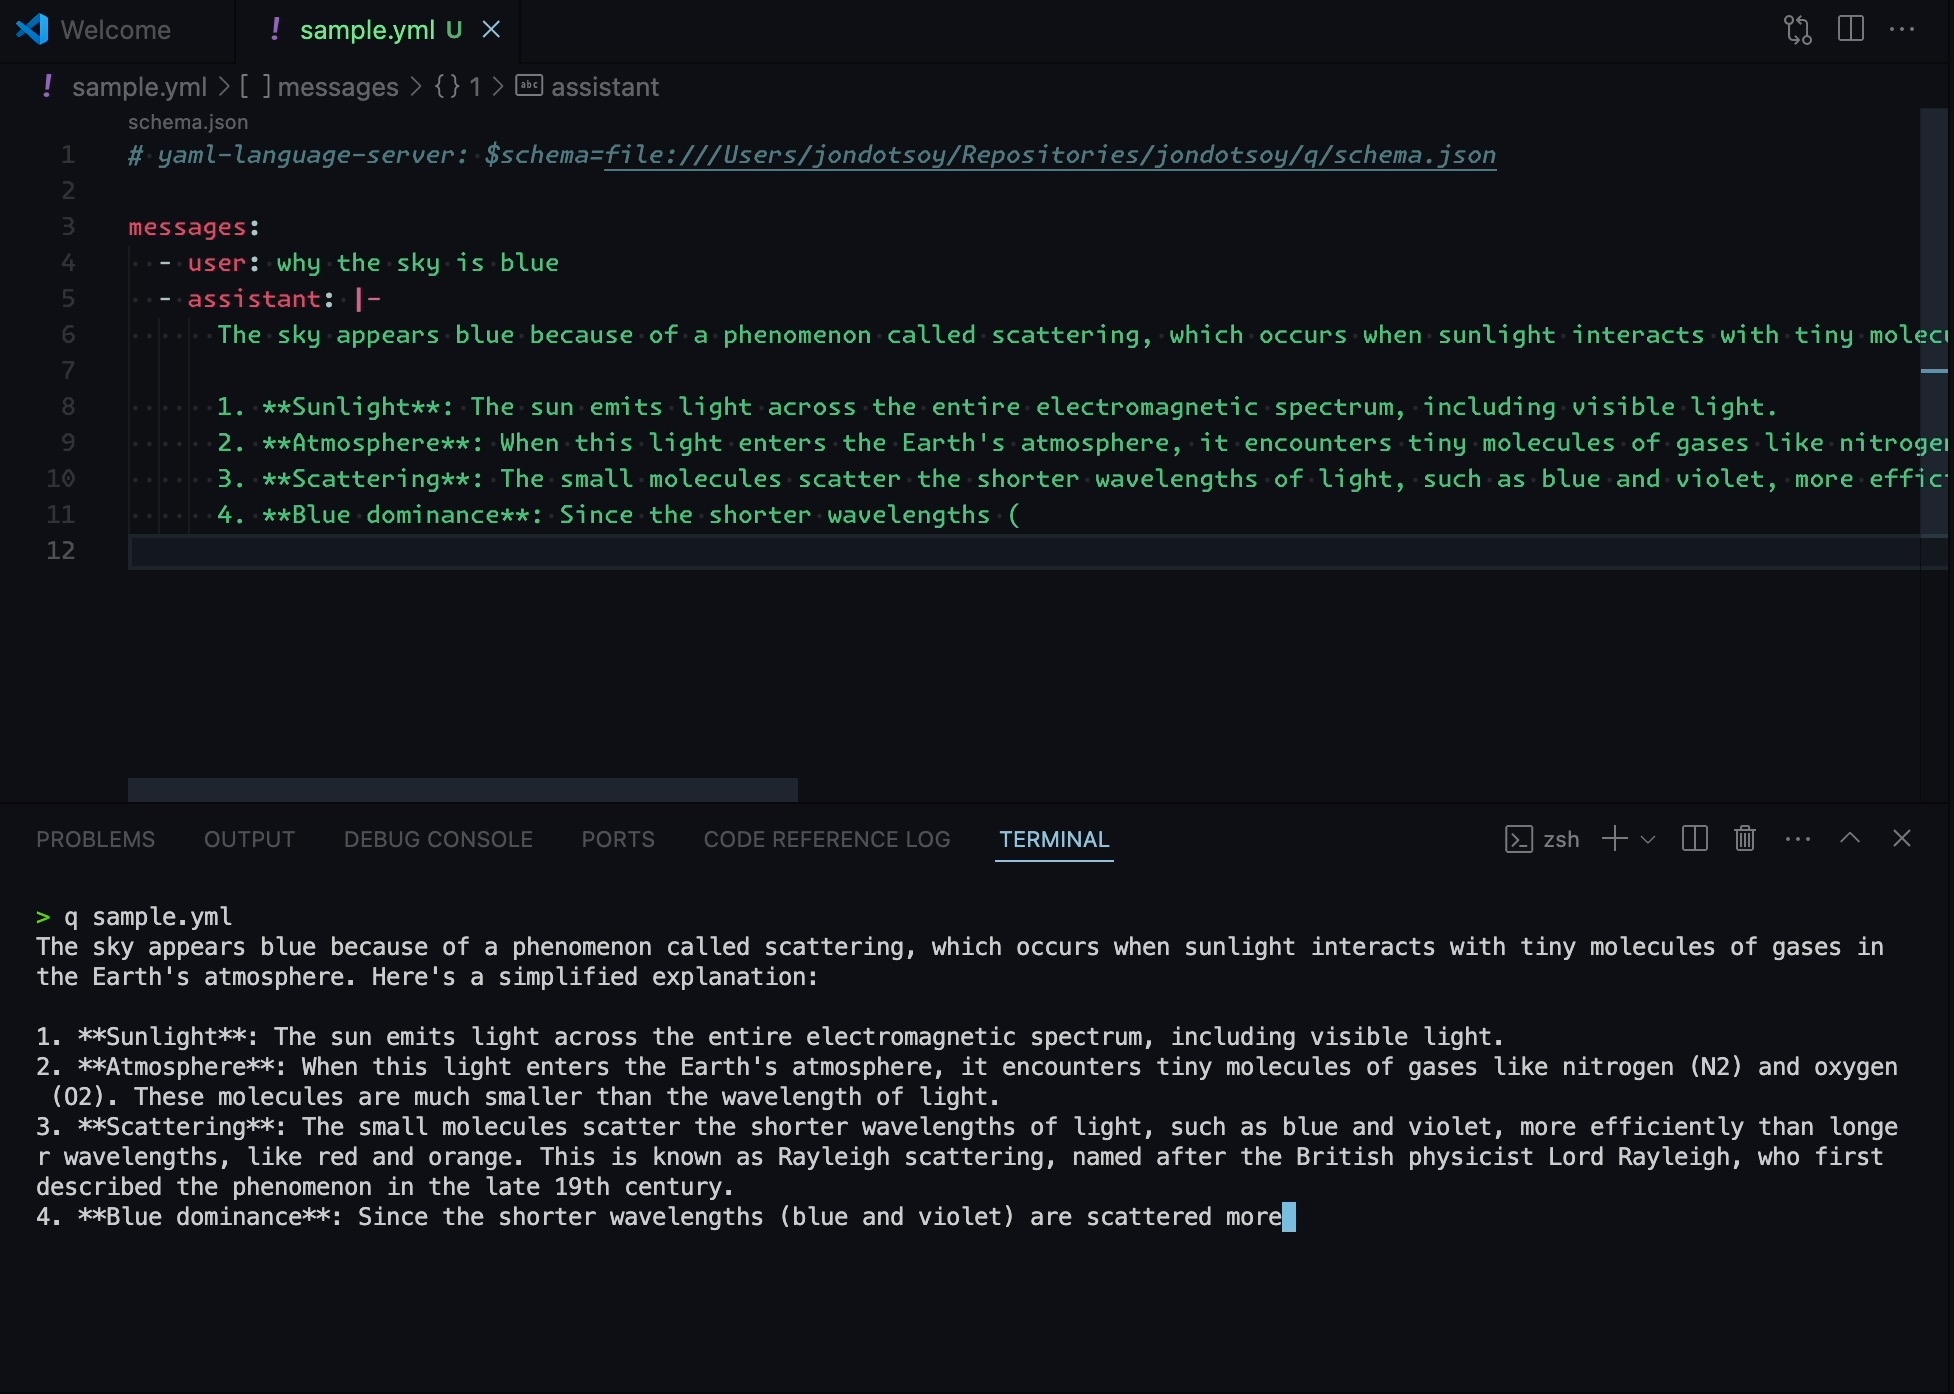 Welcome
! sample.yml U
! sample.yml > [ ] messages > {} 1 > abc assistant
schema.json
1 # yaml-language-server: $schema=file:///Users/jondotsoy/Repositories/jondotsoy/q/schema.json
2
3 messages:
4 - user: why the sky is blue
5 - assistant: |-
6 The sky appears blue because of a phenomenon called scattering, which occurs when sunlight interacts with tiny molecu
7
8 1. **Sunlight**: The sun emits light across the entire electromagnetic spectrum, including visible light.
9 2. **Atmosphere**: When this light enters the Earth's atmosphere, it encounters tiny molecules of gases like nitrogen
10 3. **Scattering**: The small molecules scatter the shorter wavelengths of light, such as blue and violet, more effic
11 4. **Blue dominance**: Since the shorter wavelengths (
12
PROBLEMS OUTPUT DEBUG CONSOLE PORTS CODE REFERENCE LOG TERMINAL zsh
> q sample.yml
The sky appears blue because of a phenomenon called scattering, which occurs when sunlight interacts with tiny molecules of gases in
the Earth's atmosphere. Here's a simplified explanation:
1. **Sunlight**: The sun emits light across the entire electromagnetic spectrum, including visible light.
2. **Atmosphere**: When this light enters the Earth's atmosphere, it encounters tiny molecules of gases like nitrogen (N2) and oxygen
(O2). These molecules are much smaller than the wavelength of light.
3. **Scattering**: The small molecules scatter the shorter wavelengths of light, such as blue and violet, more efficiently than longe
r wavelengths, like red and orange. This is known as Rayleigh scattering, named after the British physicist Lord Rayleigh, who first
described the phenomenon in the late 19th century.
4. **Blue dominance**: Since the shorter wavelengths (blue and violet) are scattered more